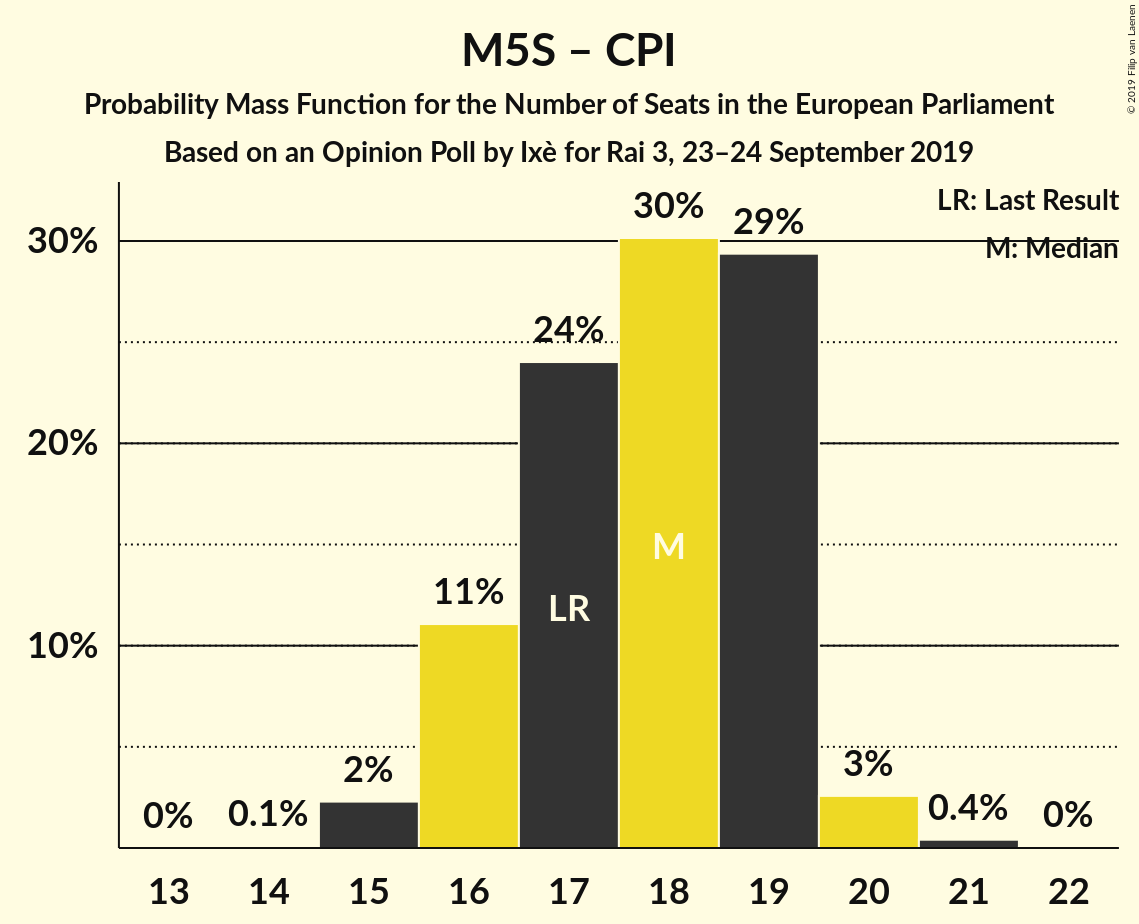 M5S – CPI
Probability Mass Function for the Number of Seats in the European Parliament
Based on an Opinion Poll by Ixè for Rai 3, 23–24 September 2019
© 2019 Filip van Laenen
LR: Last Result
M: Median
30%
20%
10%
0%
0.1%
2%
11%
24%
30%
29%
3%
0.4%
0%
LR
M
13 14 15 16 17 18 19 20 21 22